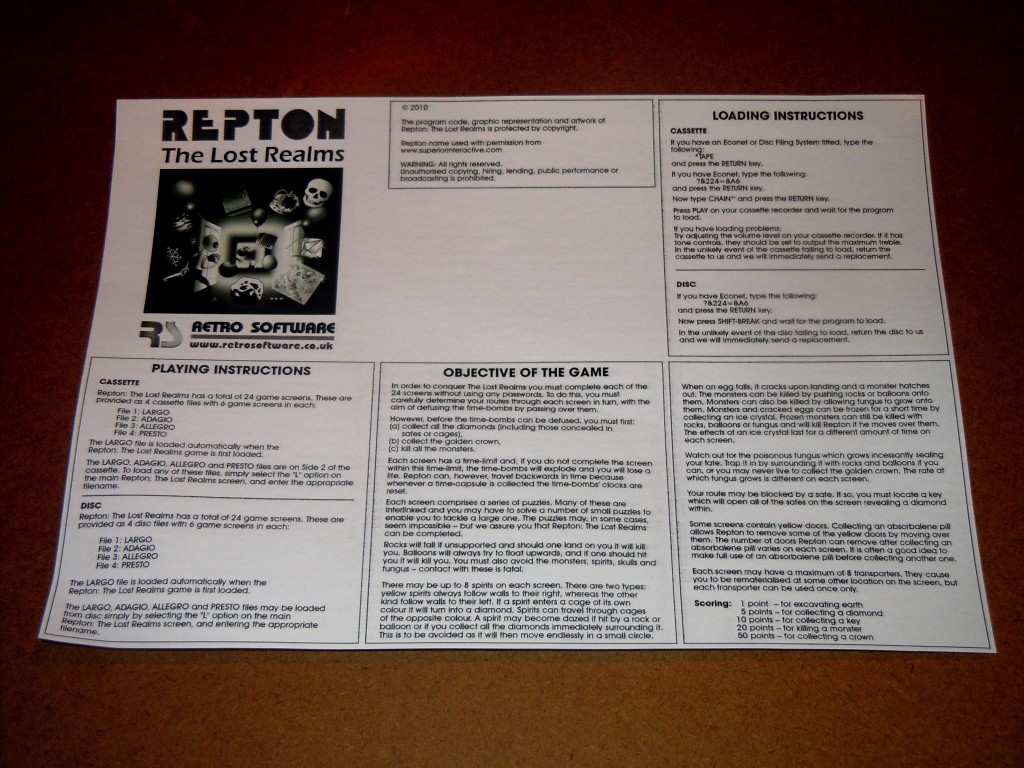 REPTON
The Lost Realms
RS RETRO SOFTWARE
www.retrosoftware.co.uk
© 2010
The program code, graphic representation and artwork of
Repton: The Lost Realms is protected by copyright.
Repton name used with permission from
www.superiorinteractive.com
WARNING: All rights reserved.
Unauthorised copying, hiring, lending, public performance or
broadcasting is prohibited.
LOADING INSTRUCTIONS
CASSETTE
If you have an Econet or Disc Filing System fitted, type the
following:
*TAPE
and press the RETURN key.
If you have Econet, type the following:
?&224=&A6
and press the RETURN key.
Now type CHAIN"" and press the RETURN key.
Press PLAY on your cassette recorder and wait for the program
to load.
If you have loading problems:
Try adjusting the volume level on your cassette recorder. If it has
tone controls, they should be set to output the maximum treble.
In the unlikely event of the cassette failing to load, return the
cassette to us and we will immediately send a replacement.
DISC
If you have Econet, type the following:
?&224=&A6
and press the RETURN key.
Now press SHIFT-BREAK and wait for the program to load.
In the unlikely event of the disc failing to load, return the disc to us
and we will immediately send a replacement.
PLAYING INSTRUCTIONS
CASSETTE
Repton: The Lost Realms has a total of 24 game screens. These are
provided as 4 cassette files with 6 game screens in each:
File 1: LARGO
File 2: ADAGIO
File 3: ALLEGRO
File 4: PRESTO
The LARGO file is loaded automatically when the
Repton: The Lost Realms game is first loaded.
The LARGO, ADAGIO, ALLEGRO and PRESTO files are on Side 2 of the
cassette. To load any of these files, simply select the "L" option on
the main Repton: The Lost Realms screen, and enter the appropriate
filename.
DISC
Repton: The Lost Realms has a total of 24 game screens. These are
provided as 4 disc files with 6 game screens in each:
File 1: LARGO
File 2: ADAGIO
File 3: ALLEGRO
File 4: PRESTO
The LARGO file is loaded automatically when the
Repton: The Lost Realms game is first loaded.
The LARGO, ADAGIO, ALLEGRO and PRESTO files may be loaded
from disc simply by selecting the "L" option on the main
Repton: The Lost Realms screen, and entering the appropriate
filename.
OBJECTIVE OF THE GAME
In order to conquer The Lost Realms you must complete each of the
24 screens without using any passwords. To do this, you must
carefully determine your routes through each screen in turn, with the
aim of defusing the time-bombs by passing over them.
However, before the time-bombs can be defused, you must first:
(a) collect all the diamonds (including those concealed in
safes or cages),
(b) collect the golden crown,
(c) kill all the monsters.
Each screen has a time-limit and, if you do not complete the screen
within this time-limit, the time-bombs will explode and you will lose a
life. Repton can, however, travel backwards in time because
whenever a time-capsule is collected the time-bombs' clocks are
reset.
Each screen comprises a series of puzzles. Many of these are
interlinked and you may have to solve a number of small puzzles to
enable you to tackle a large one. The puzzles may, in some cases,
seem impossible – but we assure you that Repton: The Lost Realms
can be completed.
Rocks will fall if unsupported and should one land on you it will kill
you. Balloons will always try to float upwards, and if one should hit
you it will kill you. You must also avoid the monsters, spirits, skulls and
fungus – contact with these is fatal.
There may be up to 8 spirits on each screen. There are two types:
yellow spirits always follow walls to their right, whereas the other
kind follow walls to their left. If a spirit enters a cage of its own
colour it will turn into a diamond. Spirits can travel through cages
of the opposite colour. A spirit may become dazed if hit by a rock or
balloon or if you collect all the diamonds immediately surrounding it.
This is to be avoided as it will then move endlessly in a small circle.
When an egg falls, it cracks upon landing and a monster hatches
out. The monsters can be killed by pushing rocks or balloons onto
them. Monsters can also be killed by allowing fungus to grow onto
them. Monsters and cracked eggs can be frozen for a short time by
collecting an ice crystal. Frozen monsters can still be killed with
rocks, balloons or fungus and will kill Repton if he moves over them.
The effects of an ice crystal last for a different amount of time on
each screen.
Watch out for the poisonous fungus which grows incessantly sealing
your fate. Trap it in by surrounding it with rocks and balloons if you
can, or you may never live to collect the golden crown. The rate at
which fungus grows is different on each screen.
Your route may be blocked by a safe. If so, you must locate a key
which will open all of the safes on the screen revealing a diamond
within.
Some screens contain yellow doors. Collecting an absorbalene pill
allows Repton to remove some of the yellow doors by moving over
them. The number of doors Repton can remove after collecting an
absorbalene pill varies on each screen. It is often a good idea to
make full use of an absorbalene pill before collecting another one.
Each screen may have a maximum of 8 transporters. They cause
you to be rematerialised at some other location on the screen, but
each transporter can be used once only.
Scoring: 1 point – for excavating earth
5 points – for collecting a diamond
10 points – for collecting a key
20 points – for killing a monster
50 points – for collecting a crown